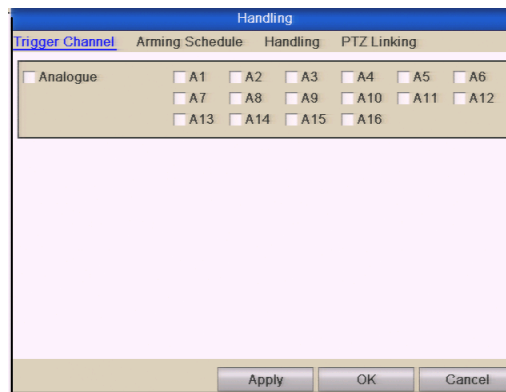 Handling
Trigger Channel Arming Schedule Handling PTZ Linking
Analogue A1 A2 A3 A4 A5 A6
A7 A8 A9 A10 A11 A12
A13 A14 A15 A16
Apply OK Cancel